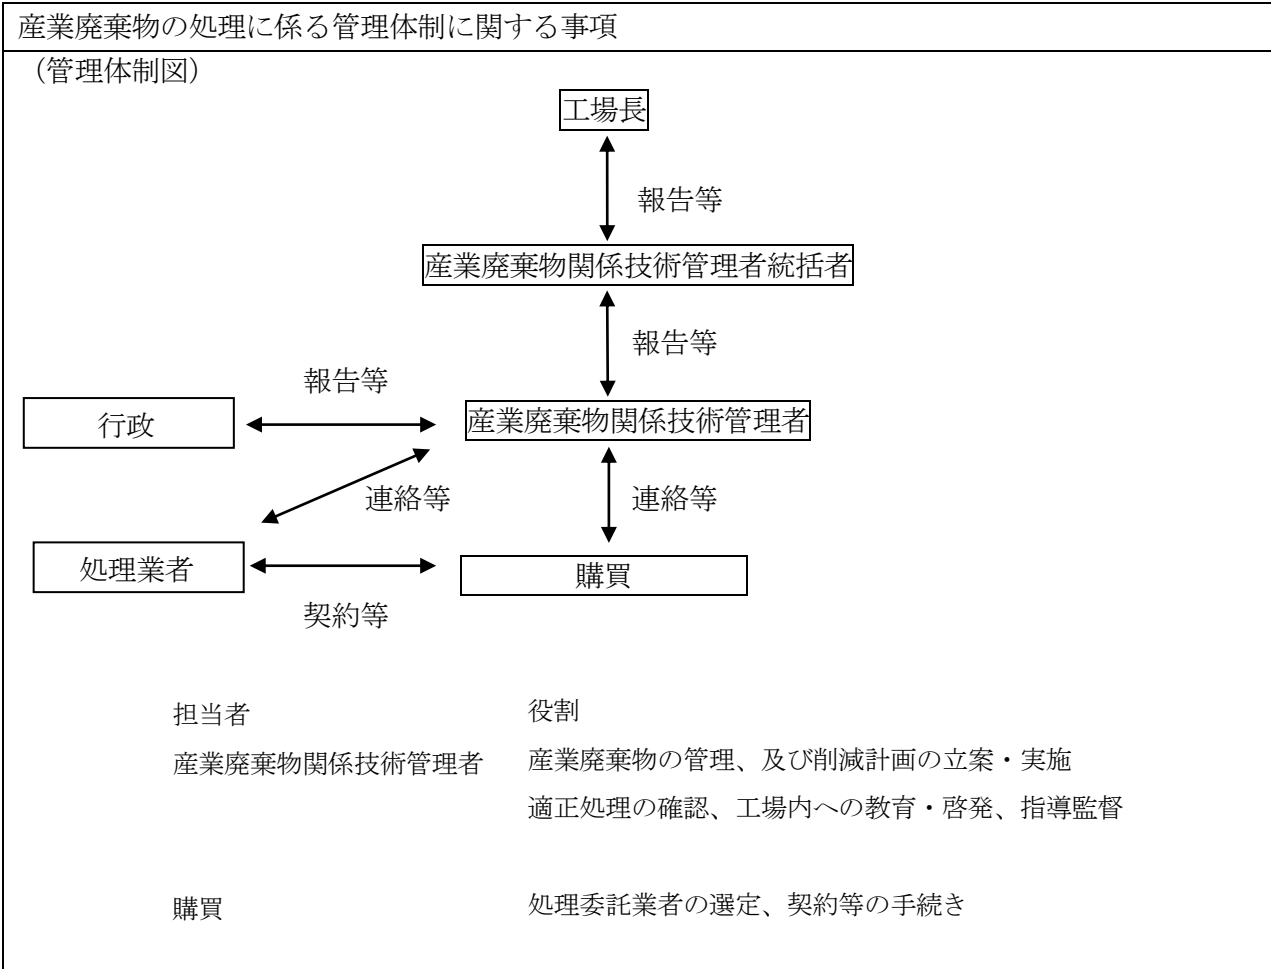 産業廃棄物の処理に係る管理体制に関する事項
（管理体制図）
工場長
報告等
産業廃棄物関係技術管理者統括者
報告等
報告等
行政
産業廃棄物関係技術管理者
連絡等
連絡等
処理業者
購買
契約等
担当者
役割
産業廃棄物関係技術管理者
産業廃棄物の管理、及び削減計画の立案・実施
適正処理の確認、工場内への教育・啓発、指導監督
購買
処理委託業者の選定、契約等の手続き